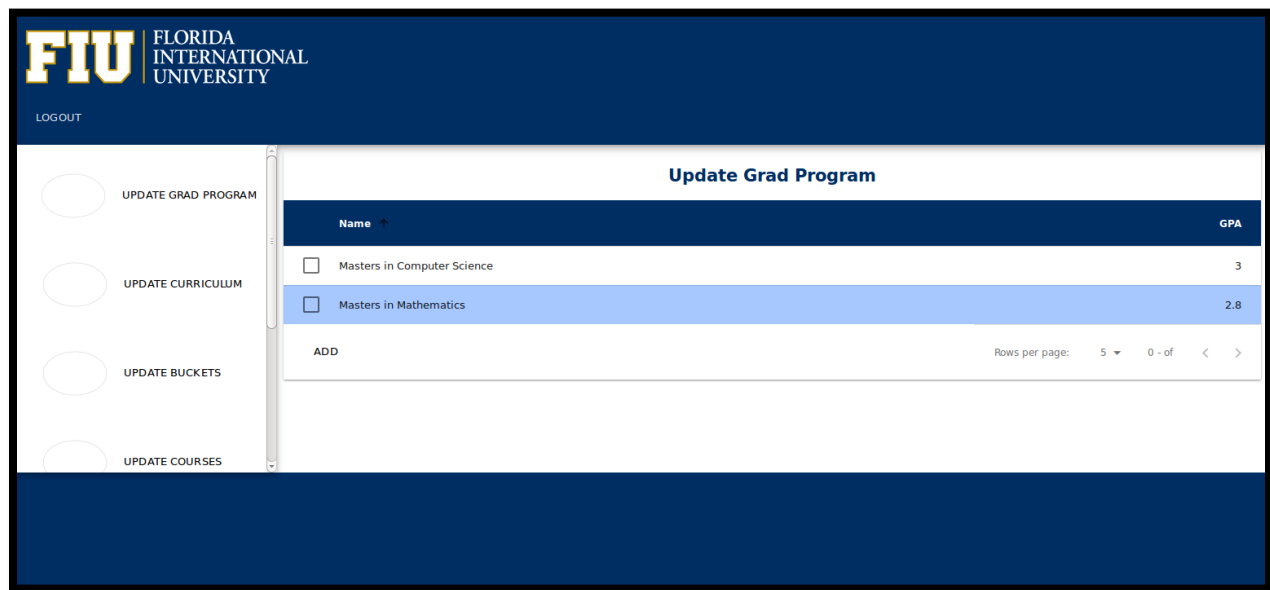 FIU
FLORIDA
INTERNATIONAL
UNIVERSITY
LOGOUT
UPDATE GRAD PROGRAM
UPDATE CURRICULUM
UPDATE BUCKETS
UPDATE COURSES
Update Grad Program
Name GPA
Masters in Computer Science 3
Masters in Mathematics 2.8
ADD Rows per page: 5 0 - of